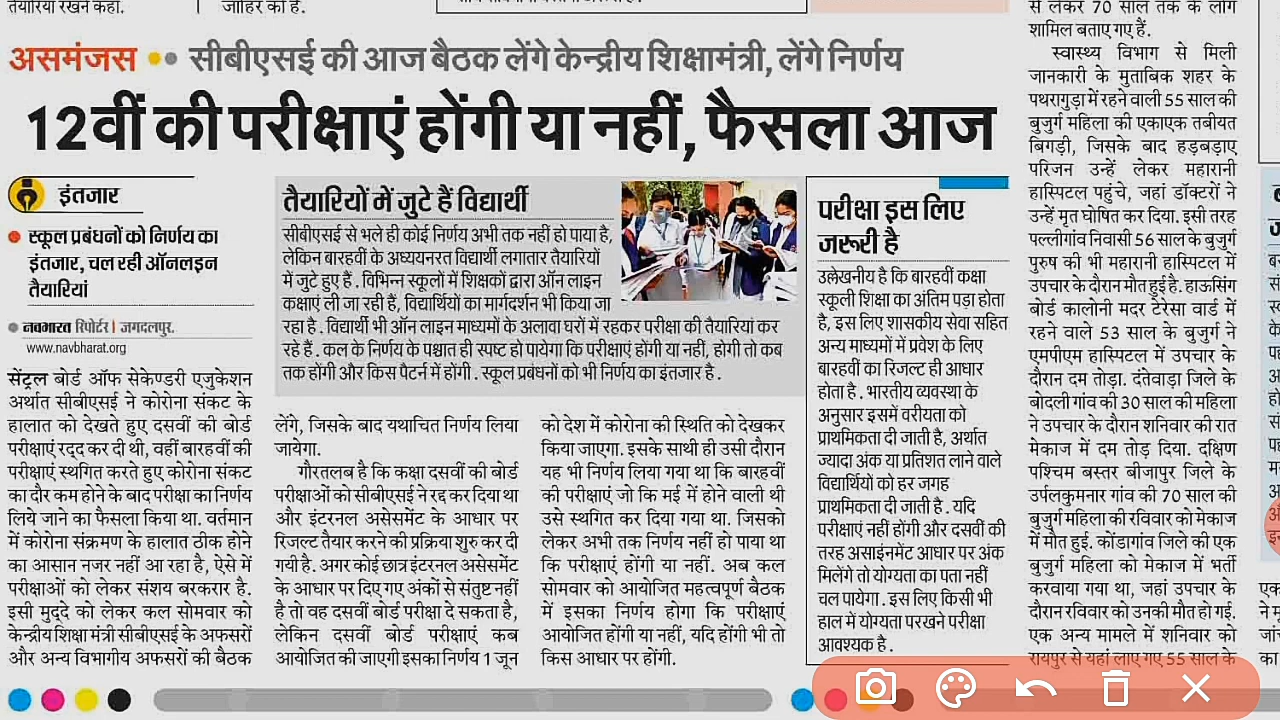 तैयारिया रखने कहा.
जाहिर की है.
असमंजस सीबीएसई की आज बैठक लेंगे केन्द्रीय शिक्षामंत्री, लेंगे निर्णय
12वीं की परीक्षाएं होंगी या नहीं, फैसला आज
इंतजार
स्कूल प्रबंधनों को निर्णय का
इंतजार, चल रही ऑनलइन
तैयारियां
नवभारत रिपोर्टर। जगदलपुर.
www.navbharat.org
सेंट्रल बोर्ड ऑफ सेकेण्डरी एजुकेशन
अर्थात सीबीएसई ने कोरोना संकट के
हालात को देखते हुए दसवीं की बोर्ड
परीक्षाएं रद्द कर दी थी, वहीं बारहवीं की
परीक्षाएं स्थगित करते हुए कोरोना संकट
का दौर कम होने के बाद परीक्षा का निर्णय
लिये जाने का फैसला किया था. वर्तमान
में कोरोना संक्रमण के हालात ठीक होने
का आसान नजर नहीं आ रहा है, ऐसे में
परीक्षाओं को लेकर संशय बरकरार है.
इसी मुद्दे को लेकर कल सोमवार को
केन्द्रीय शिक्षा मंत्री सीबीएसई के अफसरों
और अन्य विभागीय अफसरों की बैठक
तैयारियों में जुटे हैं विद्यार्थी
सीबीएसई से भले ही कोई निर्णय अभी तक नहीं हो पाया है,
लेकिन बारहवीं के अध्ययनरत विद्यार्थी लगातार तैयारियों
में जुटे हुए हैं . विभिन्न स्कूलों में शिक्षकों द्वारा ऑन लाइन
कक्षाएं ली जा रही हैं, विद्यार्थियों का मार्गदर्शन भी किया जा
रहा है . विद्यार्थी भी ऑन लाइन माध्यमों के अलावा घरों में रहकर परीक्षा की तैयारियां कर
रहे हैं . कल के निर्णय के पश्चात ही स्पष्ट हो पायेगा कि परीक्षाएं होंगी या नहीं, होगी तो कब
तक होंगी और किस पैटर्न में होंगी . स्कूल प्रबंधनों को भी निर्णय का इंतजार है .
लेंगे, जिसके बाद यथाचित निर्णय लिया
जायेगा.
गौरतलब है कि कक्षा दसवीं की बोर्ड
परीक्षाओं को सीबीएसई ने रद्द कर दिया था
और इंटरनल असेसमेंट के आधार पर
रिजल्ट तैयार करने की प्रक्रिया शुरु कर दी
गयी है. अगर कोई छात्र इंटरनल असेसमेंट
के आधार पर दिए गए अंकों से संतुष्ट नहीं
है तो वह दसवीं बोर्ड परीक्षा दे सकता है,
लेकिन दसवीं बोर्ड परीक्षाएं कब
आयोजित की जाएगी इसका निर्णय 1 जून
को देश में कोरोना की स्थिति को देखकर
किया जाएगा. इसके साथ ही उसी दौरान
यह भी निर्णय लिया गया था कि बारहवीं
की परीक्षाएं जो कि मई में होने वाली थी
उसे स्थगित कर दिया गया था. जिसको
लेकर अभी तक निर्णय नहीं हो पाया था
कि परीक्षाएं होंगी या नहीं. अब कल
सोमवार को आयोजित महत्वपूर्ण बैठक
में इसका निर्णय होगा कि परीक्षाएं
आयोजित होंगी या नहीं, यदि होंगी भी तो
किस आधार पर होंगी.
परीक्षा इस लिए
जरूरी है
उल्लेखनीय है कि बारहवीं कक्षा
स्कूली शिक्षा का अंतिम पड़ा होता
है, इस लिए शासकीय सेवा सहित
अन्य माध्यमों में प्रवेश के लिए
बारहवीं का रिजल्ट ही आधार
होता है . भारतीय व्यवस्था के
अनुसार इसमें वरीयता को
प्राथमिकता दी जाती है, अर्थात
ज्यादा अंक या प्रतिशत लाने वाले
विद्यार्थियों को हर जगह
प्राथमिकता दी जाती है . यदि
परीक्षाएं नहीं होंगी और दसवीं की
तरह असाइंनमेंट आधार पर अंक
मिलेंगे तो योग्यता का पता नहीं
चल पायेगा . इस लिए किसी भी
हाल में योग्यता परखने परीक्षा
आवश्यक है .
से लेकर 70 साल तक के लोग
शामिल बताए गए हैं.
स्वास्थ्य विभाग से मिली
जानकारी के मुताबिक शहर के
पथरागुड़ा में रहने वाली 55 साल की
बुजुर्ग महिला की एकाएक तबीयत
बिगड़ी, जिसके बाद हड़बड़ाए
परिजन उन्हें लेकर महारानी
हास्पिटल पहुंचे, जहां डॉक्टरों ने
उन्हें मृत घोषित कर दिया. इसी तरह
पल्लीगांव निवासी 56 साल के बुजुर्ग
पुरुष की भी महारानी हास्पिटल में
उपचार के दौरान मौत हुई है. हाऊसिंग
बोर्ड कालोनी मदर टेरेसा वार्ड में
रहने वाले 53 साल के बुजुर्ग ने
एमपीएम हास्पिटल में उपचार के
दौरान दम तोड़ा. दंतेवाड़ा जिले के
बोदली गांव की 30 साल की महिला
ने उपचार के दौरान शनिवार की रात
मेकाज में दम तोड़ दिया. दक्षिण
पश्चिम बस्तर बीजापुर जिले के
उर्पलकुमनार गांव की 70 साल की
बुजुर्ग महिला की रविवार को मेकाज
में मौत हुई. कोंडागांव जिले की एक
बुजुर्ग महिला को मेकाज में भर्ती
करवाया गया था, जहां उपचार के
दौरान रविवार को उनकी मौत हो गई.
एक अन्य मामले में शनिवार को
रायपुर से यहां लाए गए 55 साल के